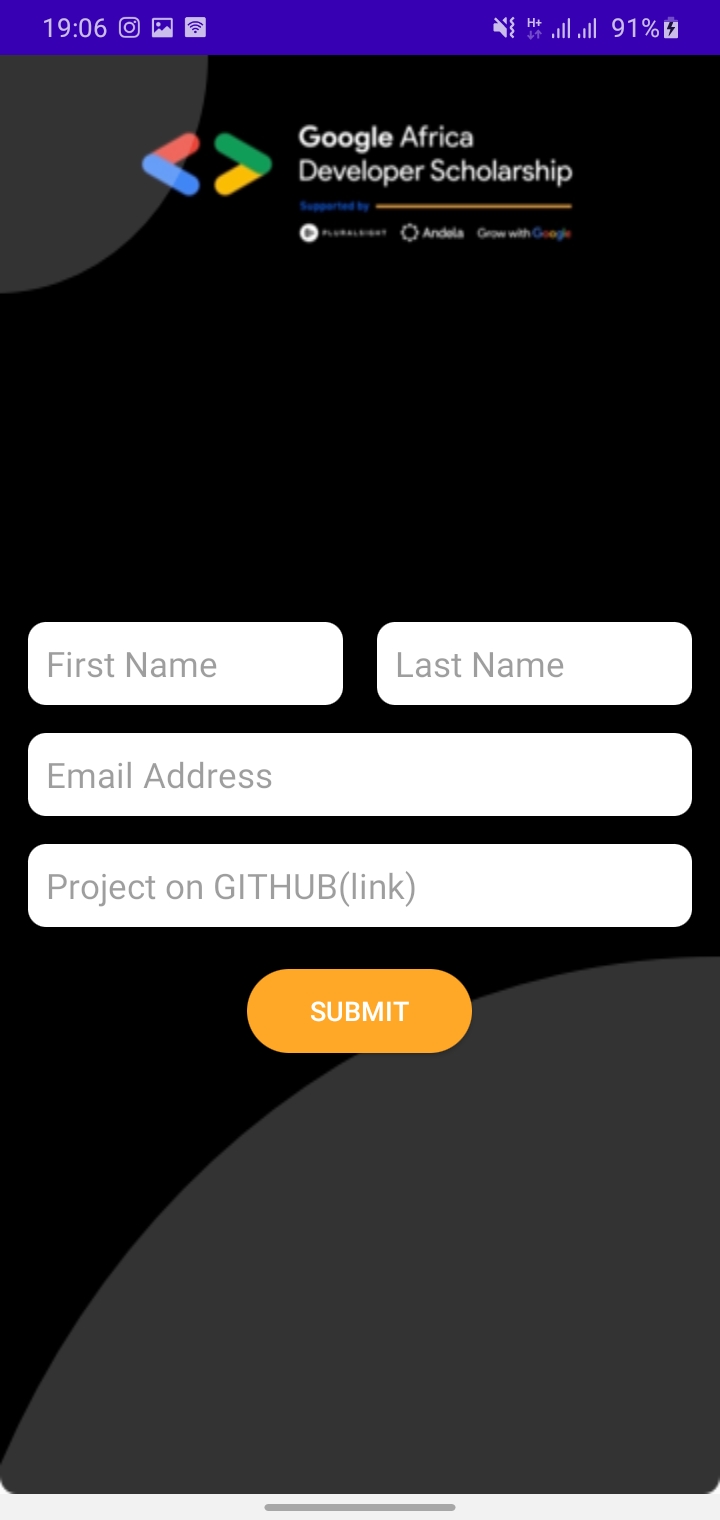 19:06 H+ 91%
Google Africa
Developer Scholarship
Supported by
PLURALSIGHT Andela Grow with Google
First Name Last Name
Email Address
Project on GITHUB(link)
SUBMIT